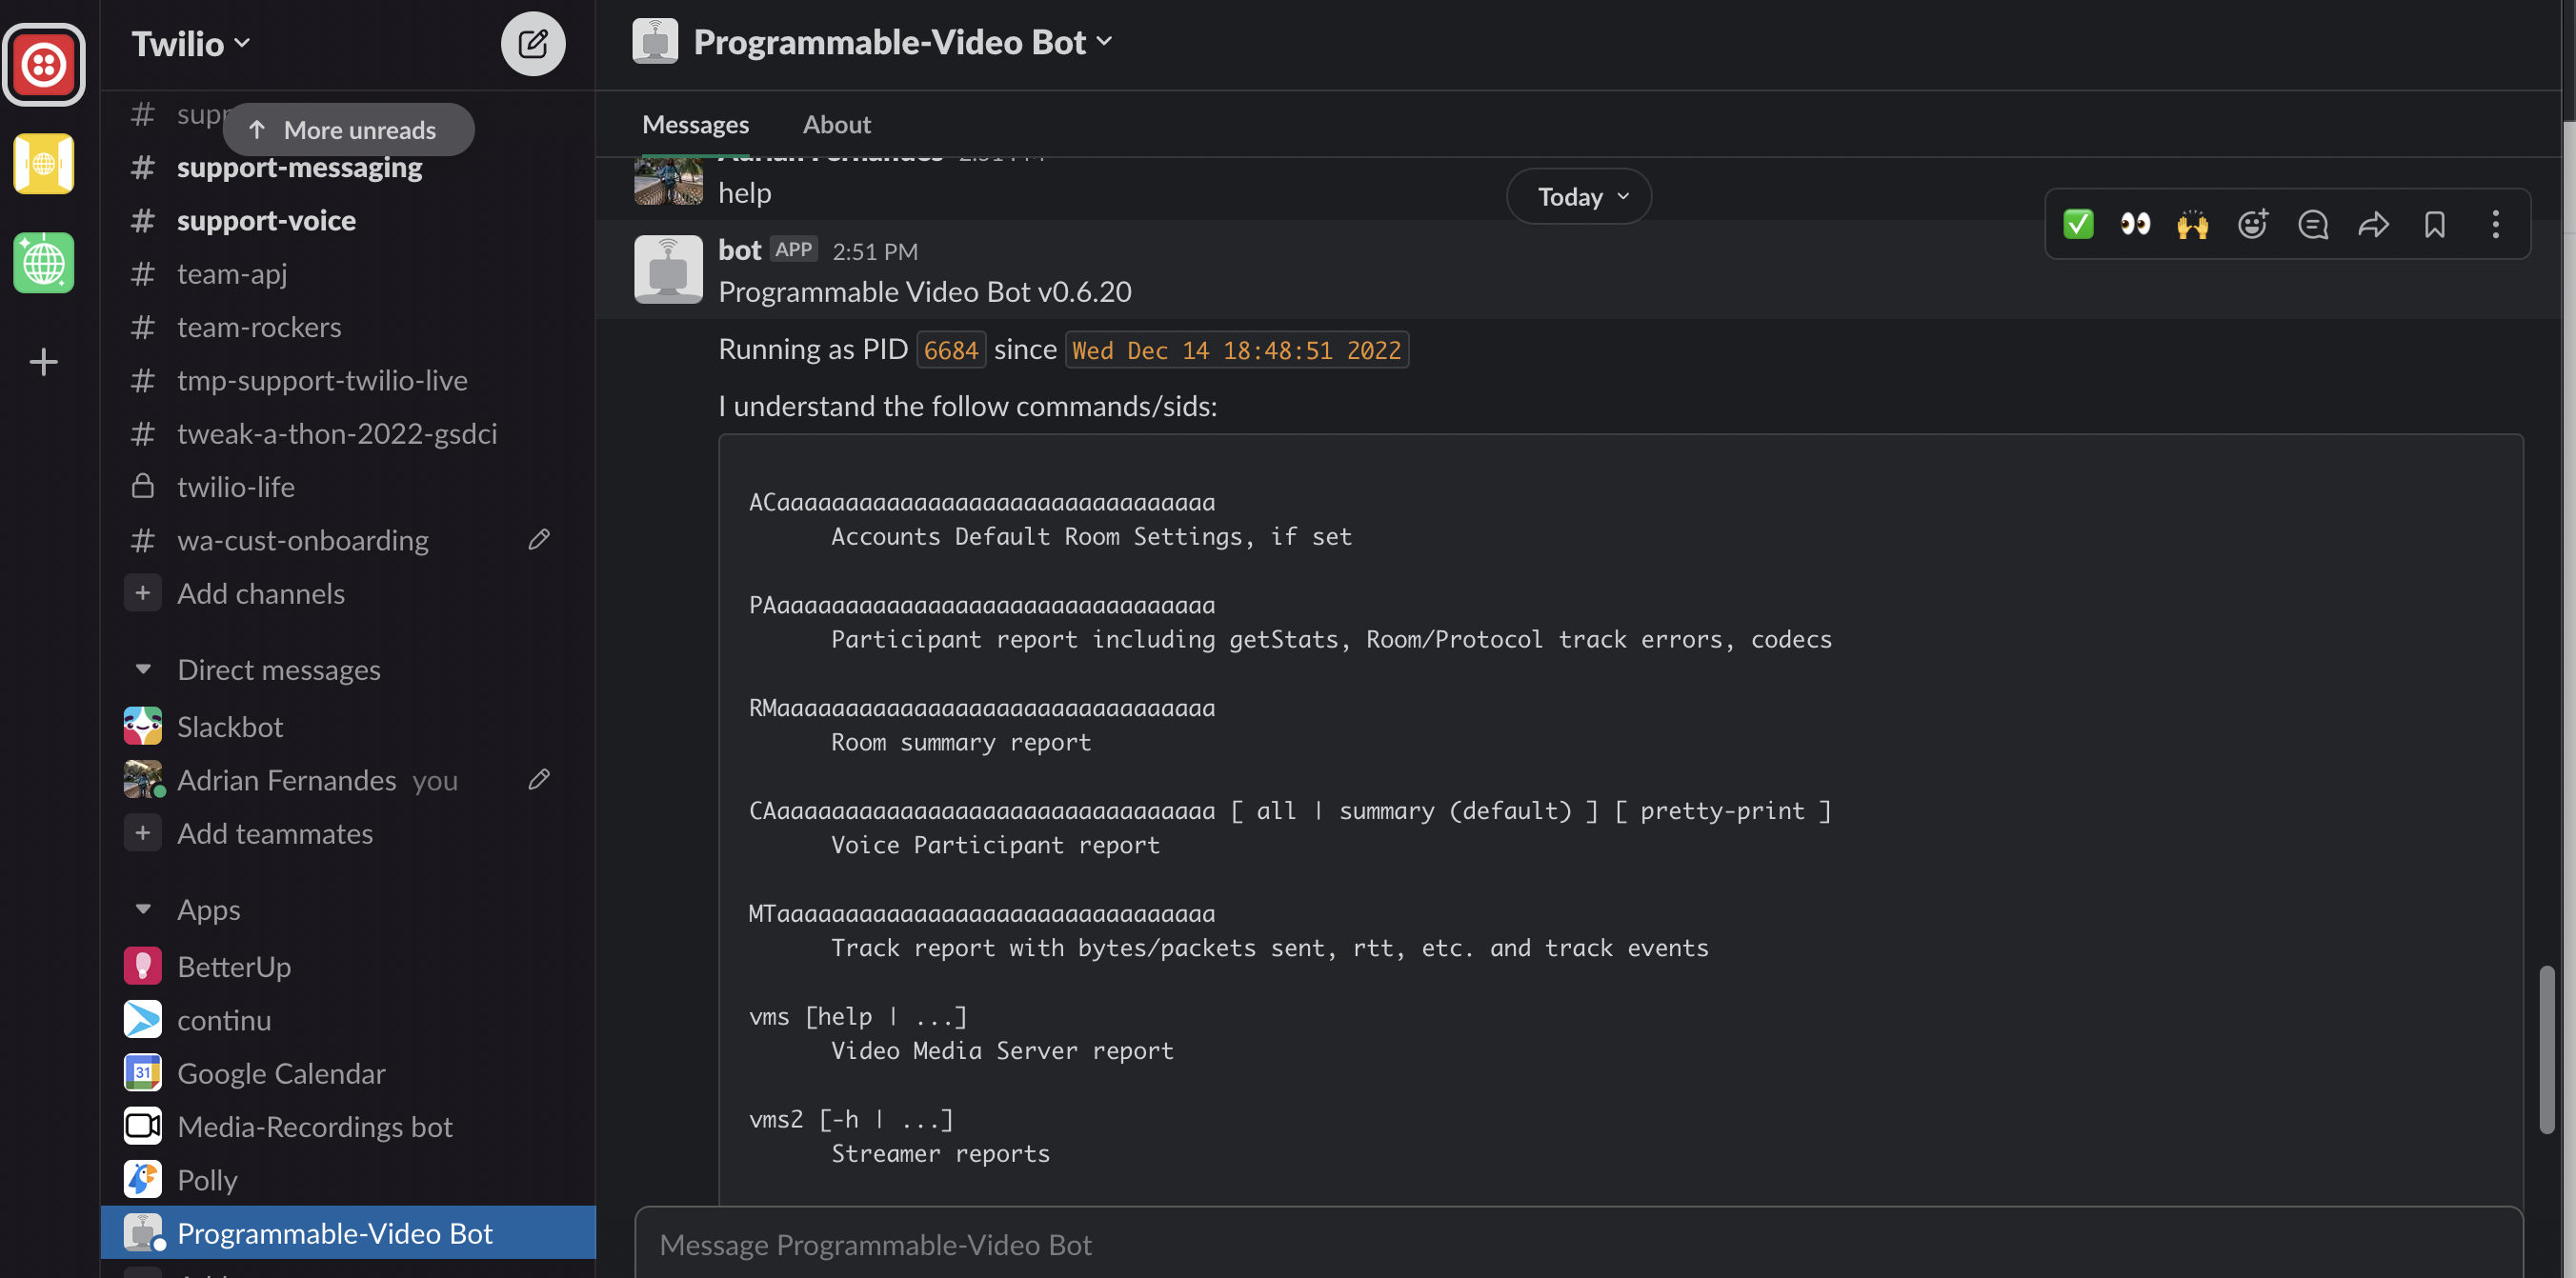 Twilio
More unreads
support-messaging
support-voice
team-apj
team-rockers
tmp-support-twilio-live
tweak-a-thon-2022-gsdci
twilio-life
wa-cust-onboarding
Add channels
Direct messages
Slackbot
Adrian Fernandes you
Add teammates
Apps
BetterUp
continu
31
Google Calendar
Media-Recordings bot
Polly
Programmable-Video Bot
Programmable-Video Bot
Messages About
Adrian Fernandes 2:51 PM
help
Today
bot APP 2:51 PM
Programmable Video Bot v0.6.20
Running as PID 6684 since Wed Dec 14 18:48:51 2022
I understand the follow commands/sids:
ACaaaaaaaaaaaaaaaaaaaaaaaaaaaaaaaa
Accounts Default Room Settings, if set
PAaaaaaaaaaaaaaaaaaaaaaaaaaaaaaaaa
Participant report including getStats, Room/Protocol track errors, codecs
RMaaaaaaaaaaaaaaaaaaaaaaaaaaaaaaaa
Room summary report
CAaaaaaaaaaaaaaaaaaaaaaaaaaaaaaaaa [ all | summary (default) ] [ pretty-print ]
Voice Participant report
MTaaaaaaaaaaaaaaaaaaaaaaaaaaaaaaaa
Track report with bytes/packets sent, rtt, etc. and track events
vms [help | ...]
Video Media Server report
vms2 [-h | ...]
Streamer reports
Message Programmable-Video Bot